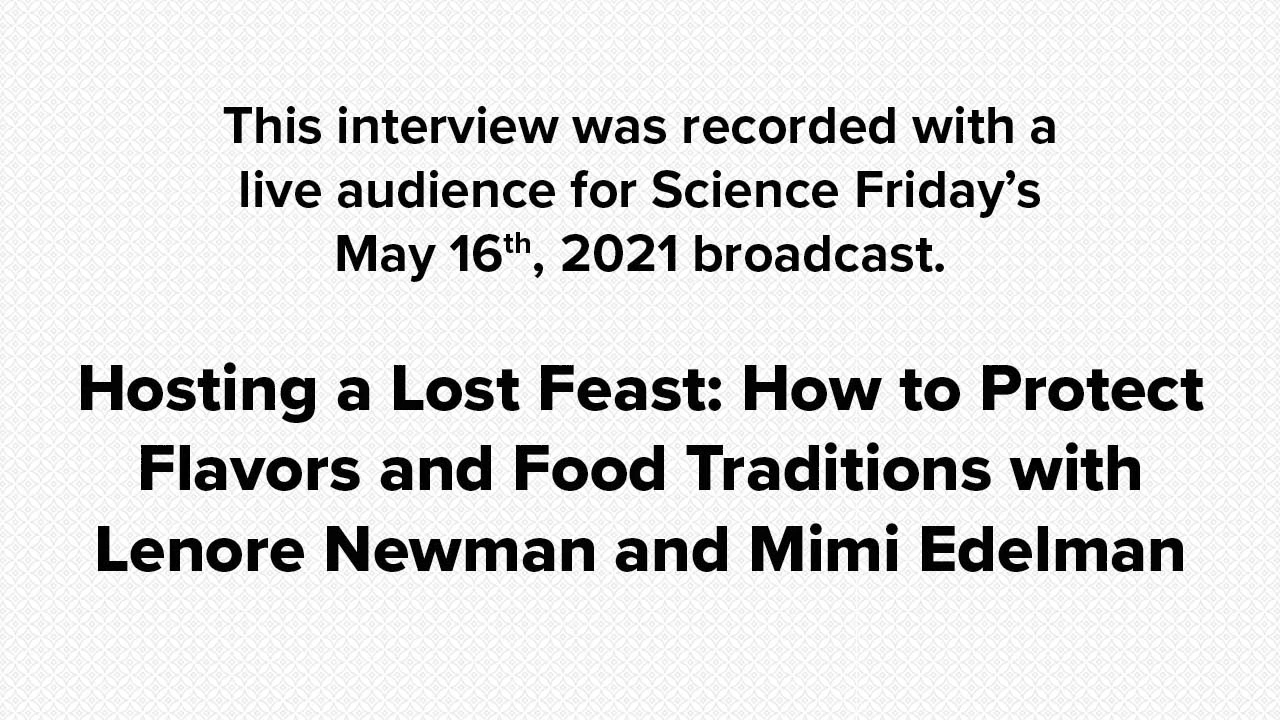 This interview was recorded with a
live audience for Science Friday’s
May 16th, 2021 broadcast.
Hosting a Lost Feast: How to Protect
Flavors and Food Traditions with
Lenore Newman and Mimi Edelman